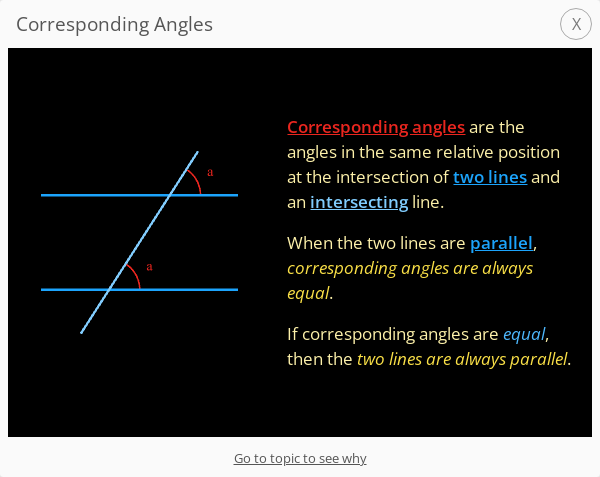 Corresponding Angles
X
Corresponding angles are the
angles in the same relative position
at the intersection of two lines and
an intersecting line.
When the two lines are parallel,
corresponding angles are always
equal.
If corresponding angles are equal,
then the two lines are always parallel.
a
a
Go to topic to see why